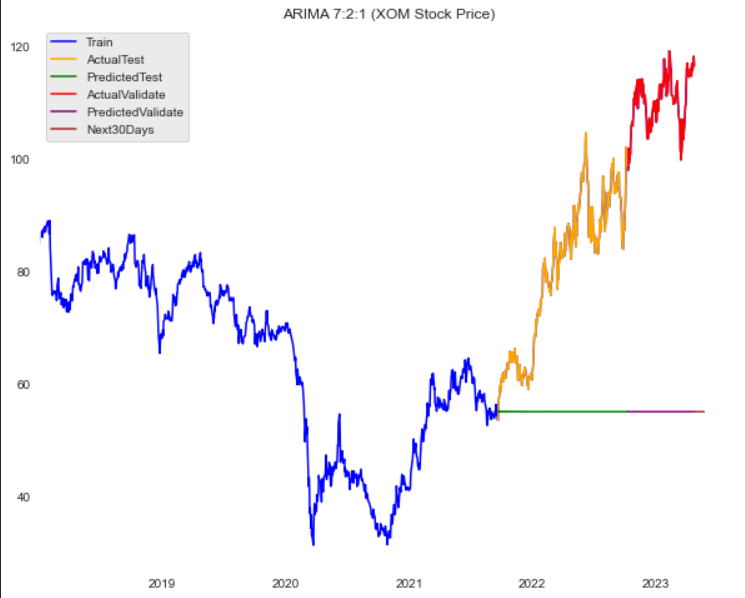 ARIMA 7:2:1 (XOM Stock Price)
Train
ActualTest
PredictedTest
ActualValidate
PredictedValidate
Next30Days
120
100
80
60
40
2019 2020 2021 2022 2023